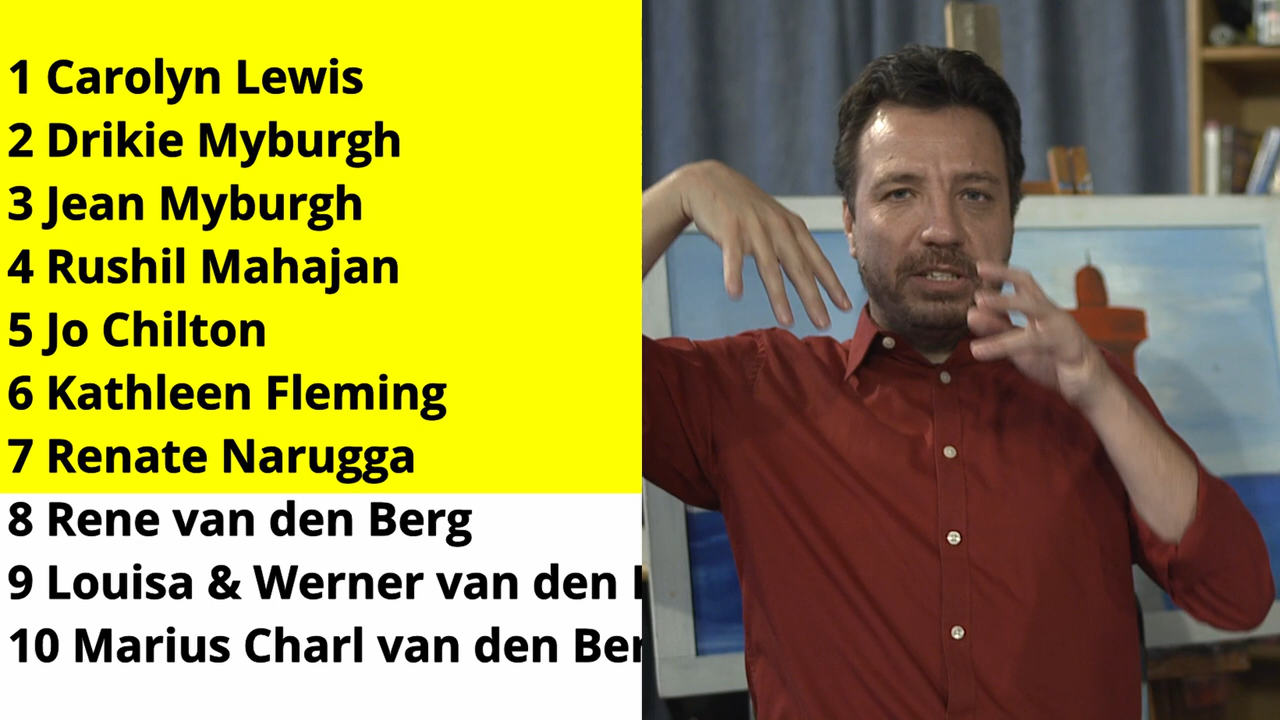 1 Carolyn Lewis
2 Drikie Myburgh
3 Jean Myburgh
4 Rushil Mahajan
5 Jo Chilton
6 Kathleen Fleming
7 Renate Narugga
8 Rene van den Berg
9 Louisa & Werner van den
10 Marius Charl van den Ber